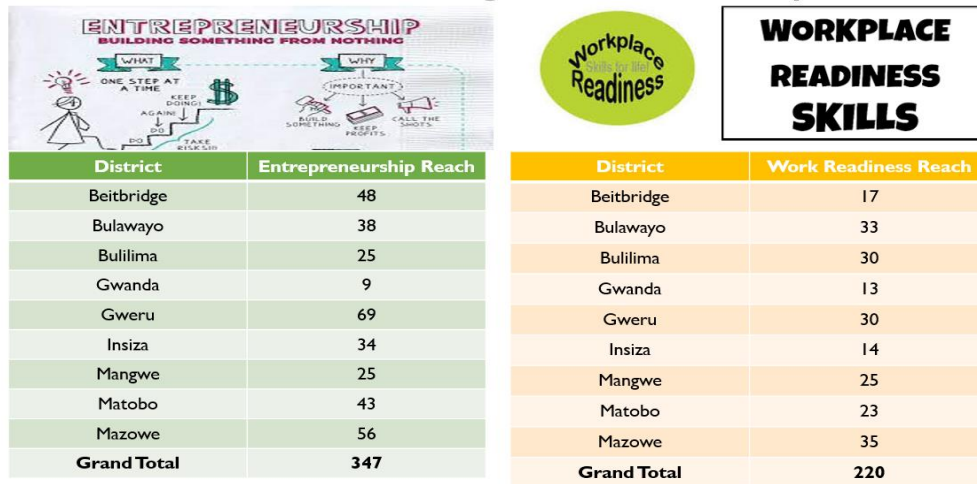 ENTREPRENEURSHIP
BUILDING SOMETHING FROM NOTHING
WHAT
WHY
ONE STEP AT
A TIME
KEEP
DOING!
AGAIN!
DO
DO
TAKE
RISKS!!!
IMPORTANT
BUILD
SOMETHING
KEEP
PROFITS
CALL THE
SHOTS
District Entrepreneurship Reach
Beitbridge 48
Bulawayo 38
Bulilima 25
Gwanda 9
Gweru 69
Insiza 34
Mangwe 25
Matobo 43
Mazowe 56
Grand Total 347
Workplace
Skills for life!
Readiness
WORKPLACE
READINESS
SKILLS
District Work Readiness Reach
Beitbridge 17
Bulawayo 33
Bulilima 30
Gwanda 13
Gweru 30
Insiza 14
Mangwe 25
Matobo 23
Mazowe 35
Grand Total 220